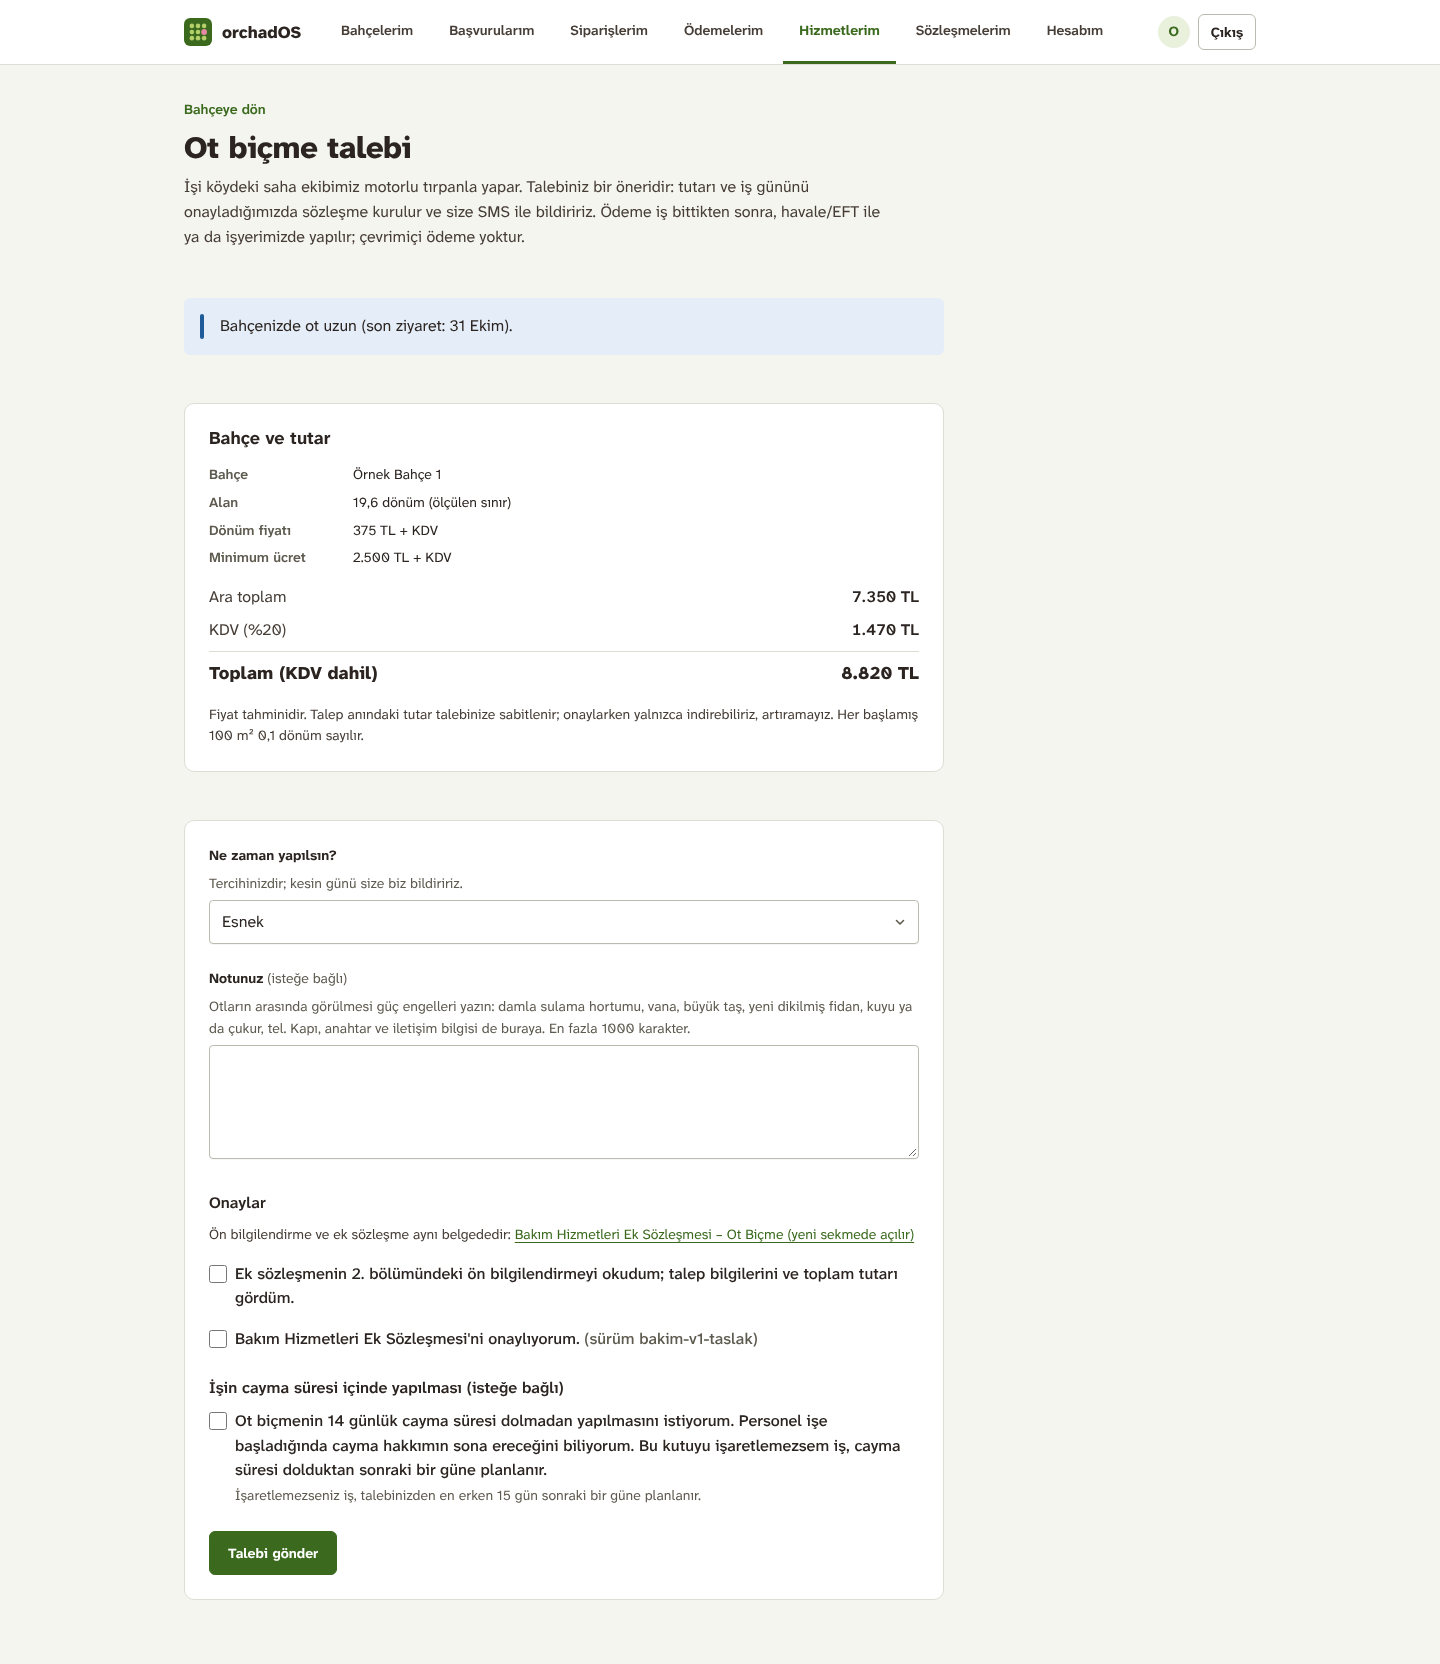 orchadOS
Bahçelerim
Başvurularım
Siparişlerim
Ödemelerim
Hizmetlerim
Sözleşmelerim
Hesabım
O
Çıkış
Bahçeye dön
Ot biçme talebi
İşi köydeki saha ekibimiz motorlu tırpanla yapar. Talebiniz bir öneridir: tutarı ve iş gününü
onayladığımızda sözleşme kurulur ve size SMS ile bildiririz. Ödeme iş bittikten sonra, havale/EFT ile
ya da işyerimizde yapılır; çevrimiçi ödeme yoktur.
Bahçenizde ot uzun (son ziyaret: 31 Ekim).
Bahçe ve tutar
Bahçe Örnek Bahçe 1
Alan 19,6 dönüm (ölçülen sınır)
Dönüm fiyatı 375 TL + KDV
Minimum ücret 2.500 TL + KDV
Ara toplam 7.350 TL
KDV (%20) 1.470 TL
Toplam (KDV dahil) 8.820 TL
Fiyat tahminidir. Talep anındaki tutar talebinize sabitlenir; onaylarken yalnızca indirebiliriz, artıramayız. Her başlamış
100 m² 0,1 dönüm sayılır.
Ne zaman yapılsın?
Tercihinizdir; kesin günü size biz bildiririz.
Esnek
Notunuz (isteğe bağlı)
Otların arasında görülmesi güç engelleri yazın: damla sulama hortumu, vana, büyük taş, yeni dikilmiş fidan, kuyu ya
da çukur, tel. Kapı, anahtar ve iletişim bilgisi de buraya. En fazla 1000 karakter.
Onaylar
Ön bilgilendirme ve ek sözleşme aynı belgededir: Bakım Hizmetleri Ek Sözleşmesi – Ot Biçme (yeni sekmede açılır)
Ek sözleşmenin 2. bölümündeki ön bilgilendirmeyi okudum; talep bilgilerini ve toplam tutarı
gördüm.
Bakım Hizmetleri Ek Sözleşmesi'ni onaylıyorum. (sürüm bakim-v1-taslak)
İşin cayma süresi içinde yapılması (isteğe bağlı)
Ot biçmenin 14 günlük cayma süresi dolmadan yapılmasını istiyorum. Personel işe
başladığında cayma hakkımın sona ereceğini biliyorum. Bu kutuyu işaretlemezsem iş, cayma
süresi dolduktan sonraki bir güne planlanır.
İşaretlemezseniz iş, talebinizden en erken 15 gün sonraki bir güne planlanır.
Talebi gönder